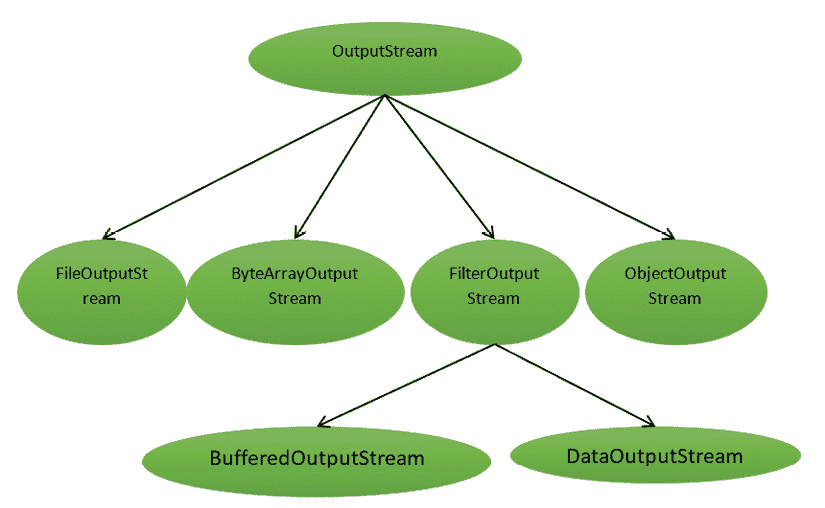 OutputStream
FileOutputSt
ream
ByteArrayOutput
Stream
FilterOutput
Stream
ObjectOutput
Stream
BufferedOutputStream
DataOutputStream